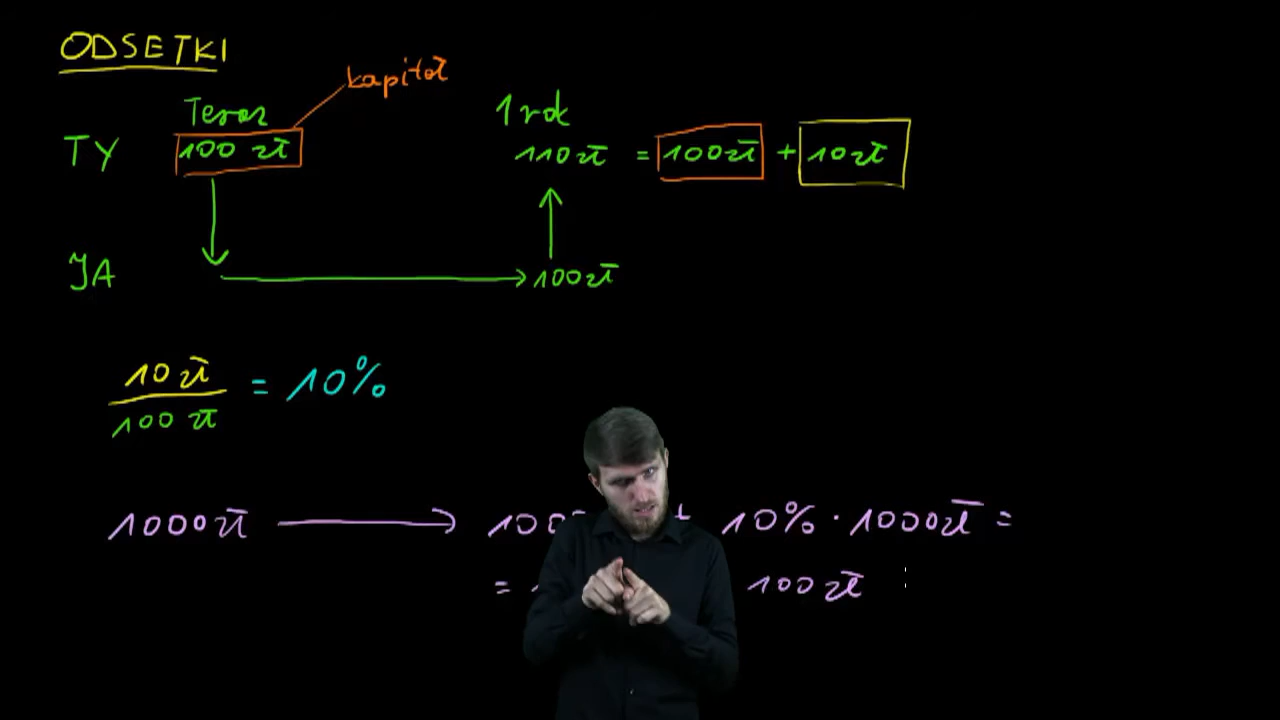 ODSETKI
kapitał
Teraz 1 rok
TY 100 zł 110 zł = 100 zł + 10 zł
JA 100 zł
10 zł
100 zł
= 10%
1000 zł + 10% · 1000 zł =
= 100 zł